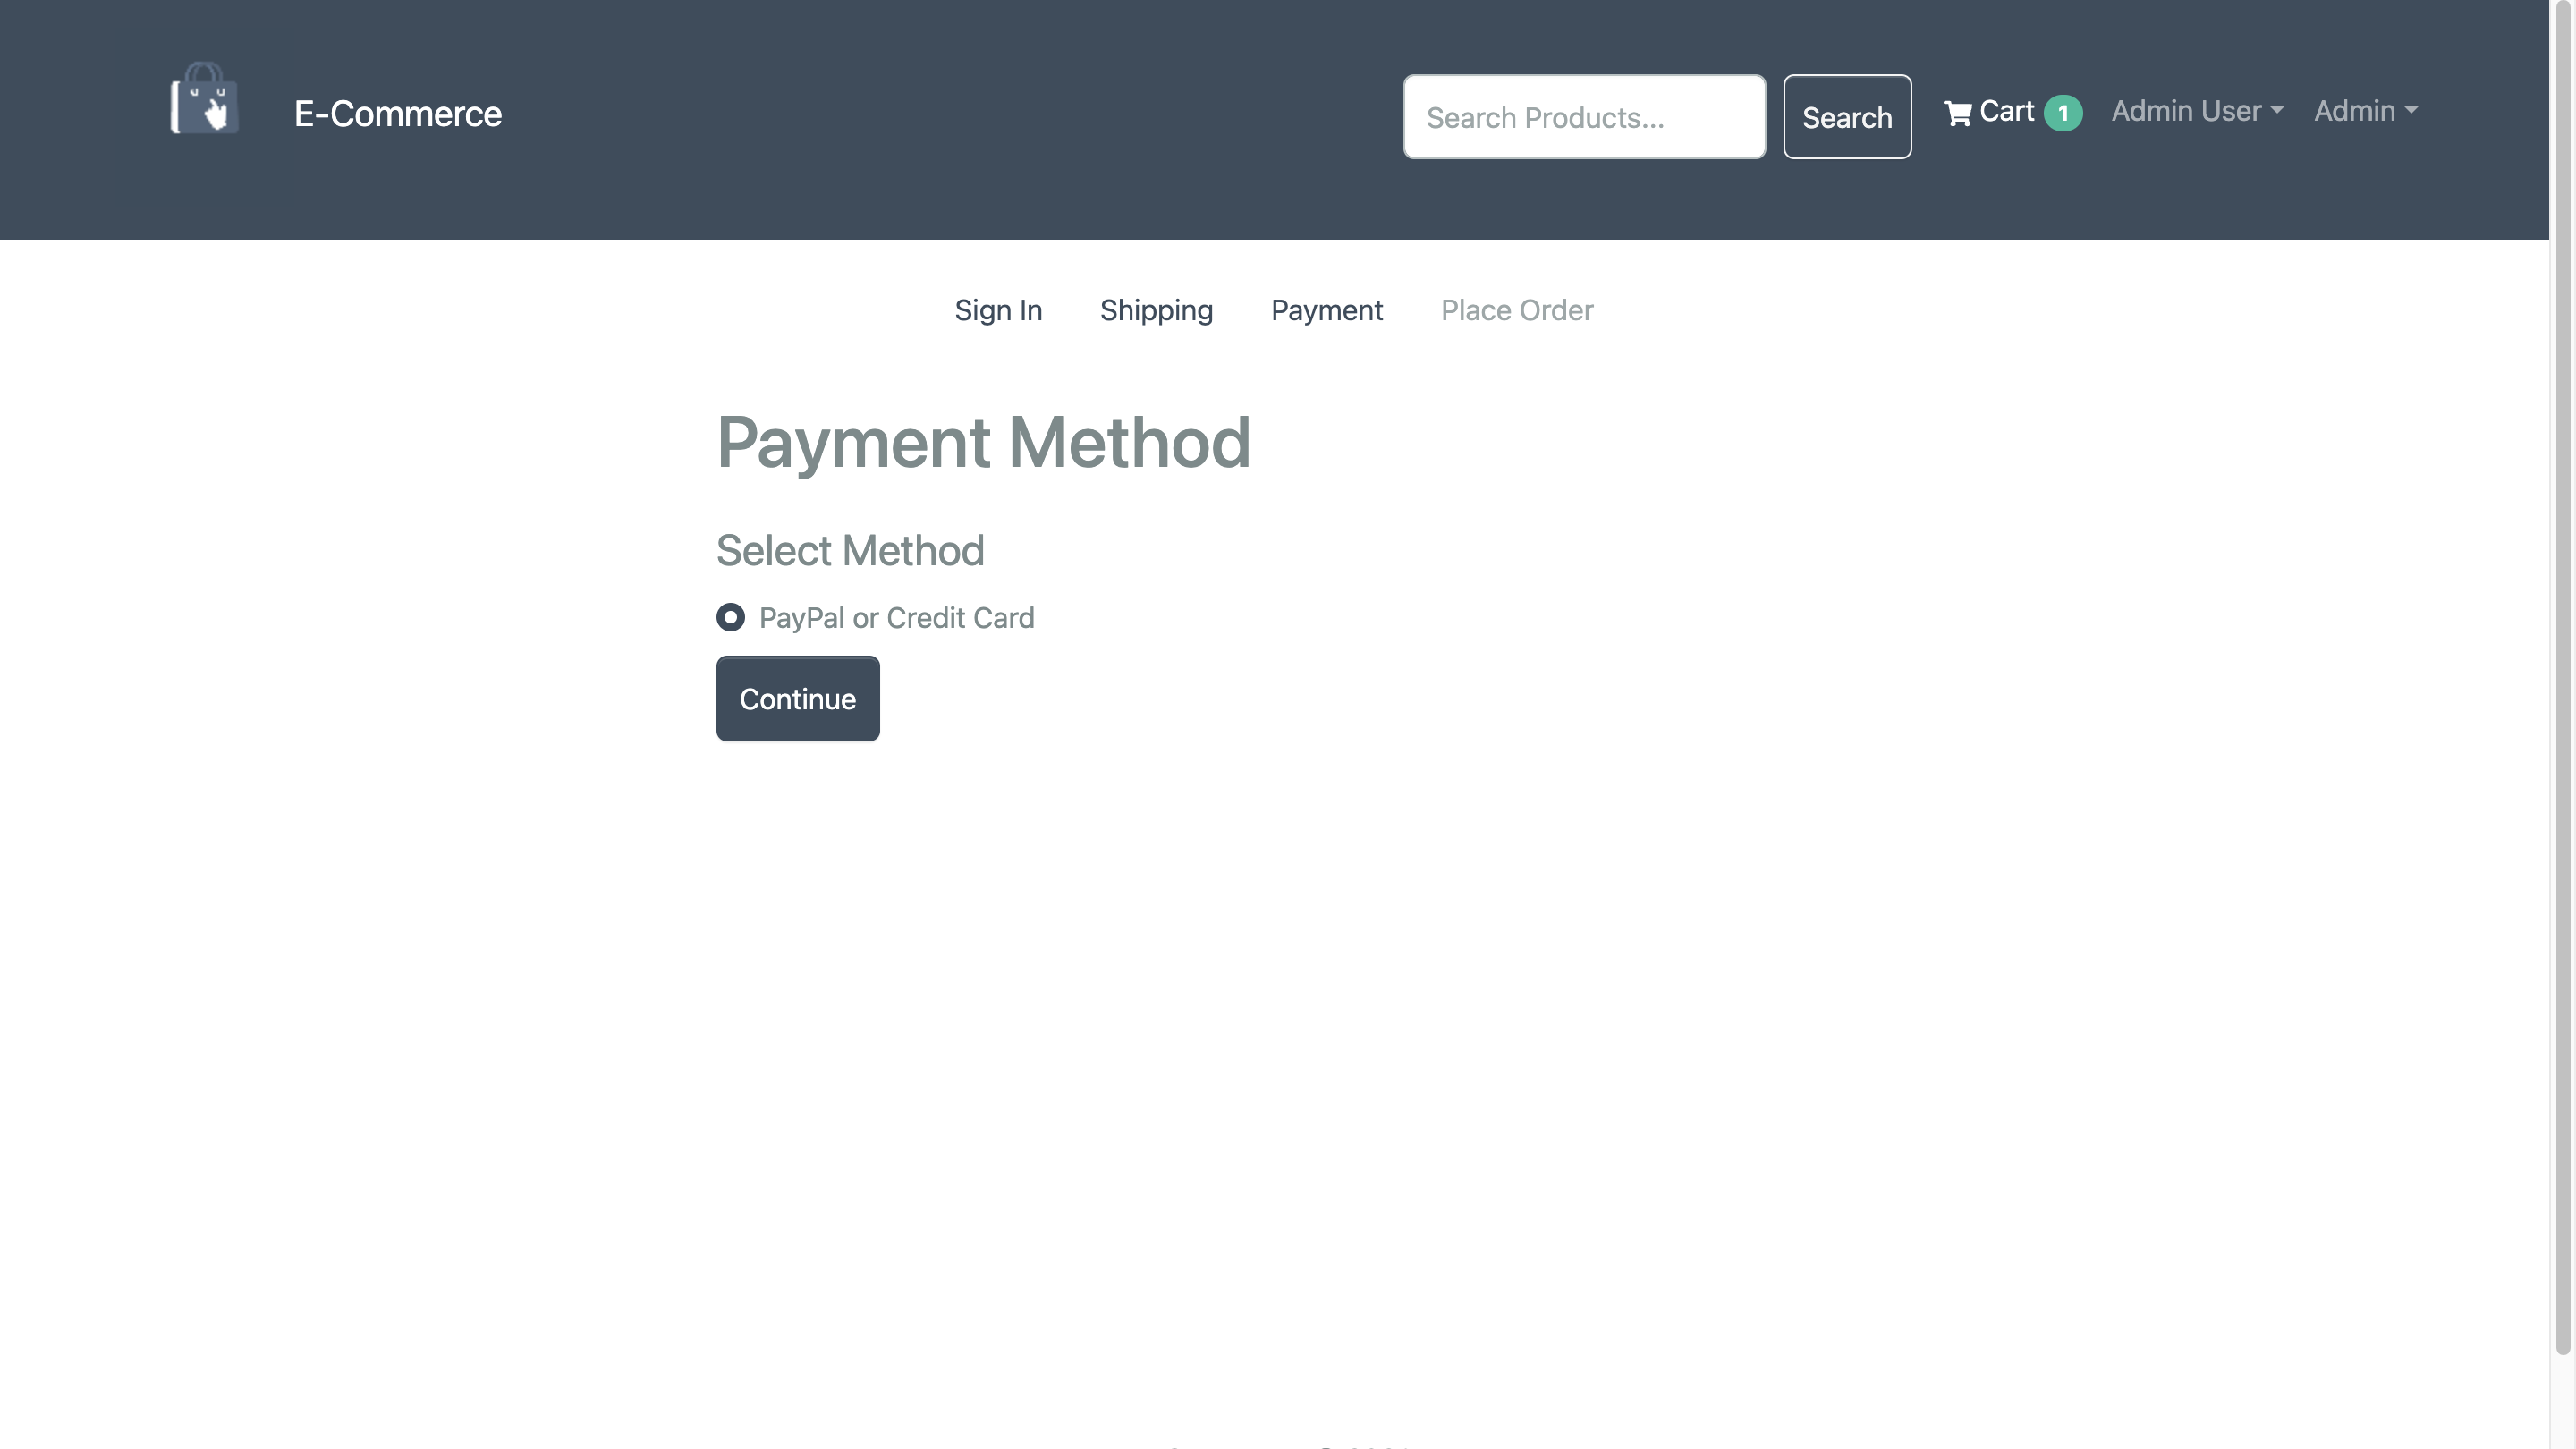 E-Commerce
Search Products...
Search
Cart 1
Admin User
Admin
Sign In
Shipping
Payment
Place Order
Payment Method
Select Method
PayPal or Credit Card
Continue